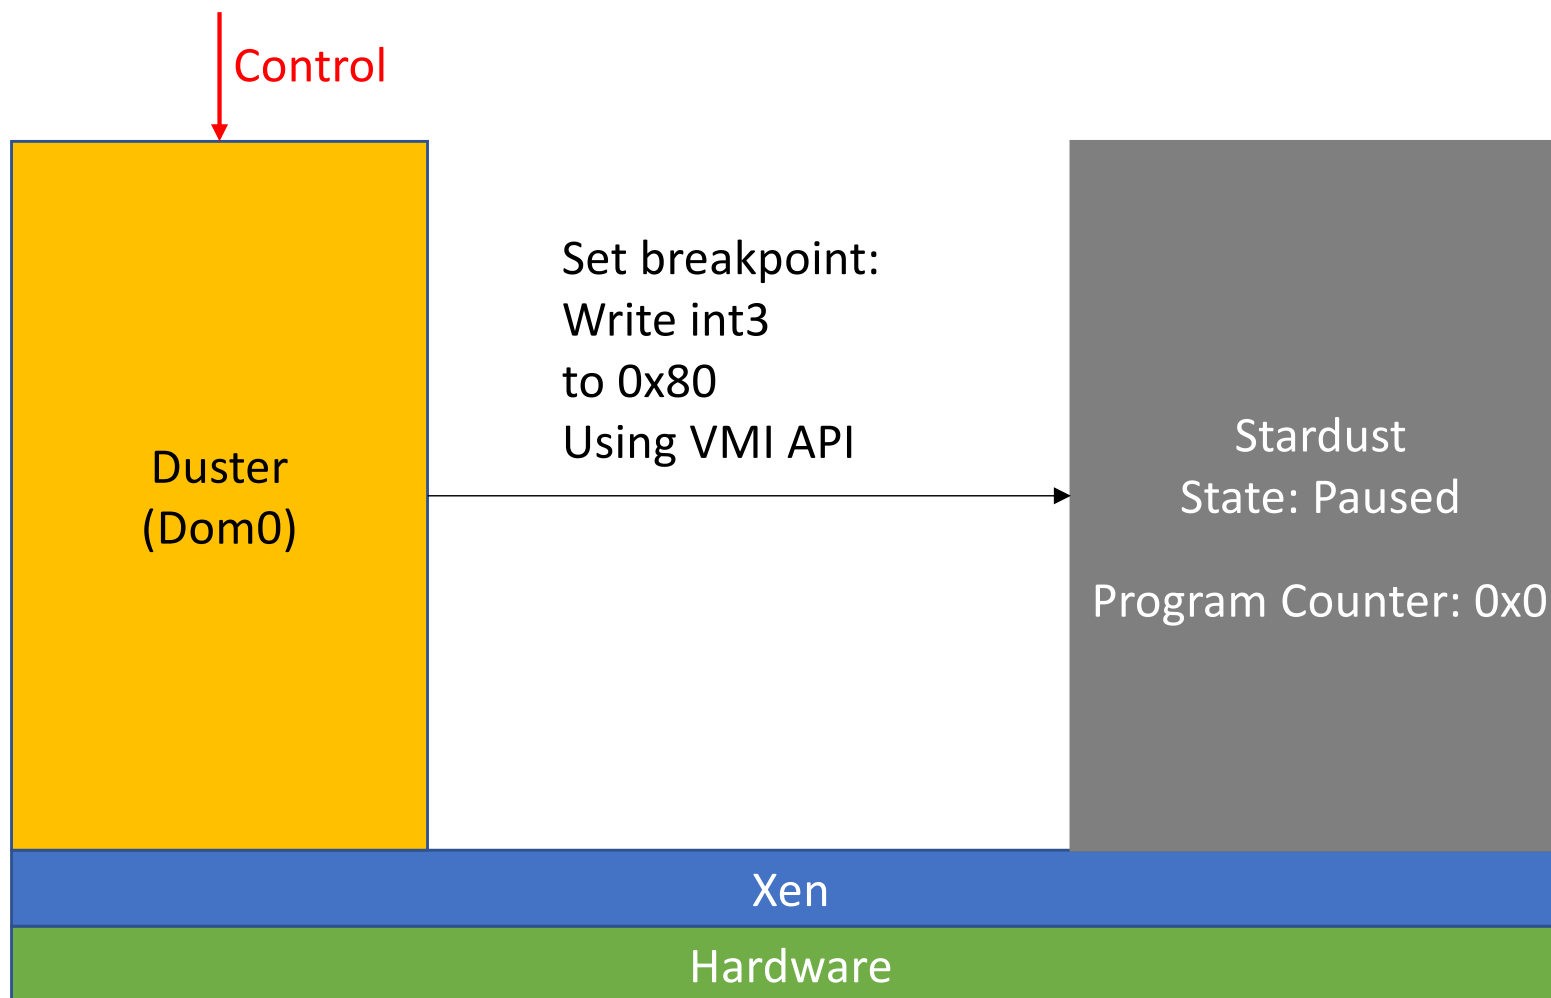 Control
Set breakpoint:
Write int3
to 0x80
Using VMI API
Duster
(Dom0)
Stardust
State: Paused
Program Counter: 0x0
Xen
Hardware